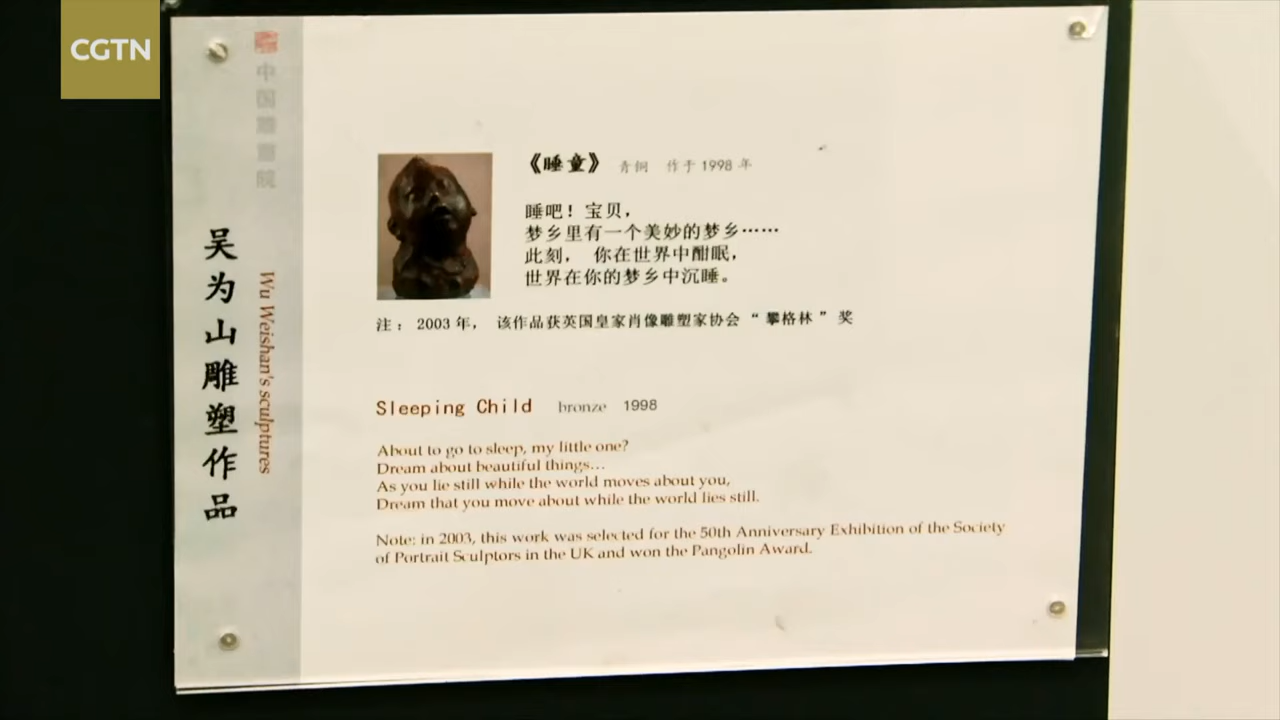 CGTN
中国雕塑院
吴为山雕塑作品
Wu Weishan's sculptures
《睡童》 青铜 作于1998年
睡吧！宝贝，
梦乡里有一个美妙的梦乡……
此刻， 你在世界中酣眠，
世界在你的梦乡中沉睡。
注： 2003年， 该作品获英国皇家肖像雕塑家协会“攀格林”奖
Sleeping Child bronze 1998
About to go to sleep, my little one?
Dream about beautiful things...
As you lie still while the world moves about you,
Dream that you move about while the world lies still.
Note: in 2003, this work was selected for the 50th Anniversary Exhibition of the Society
of Portrait Sculptors in the UK and won the Pangolin Award.